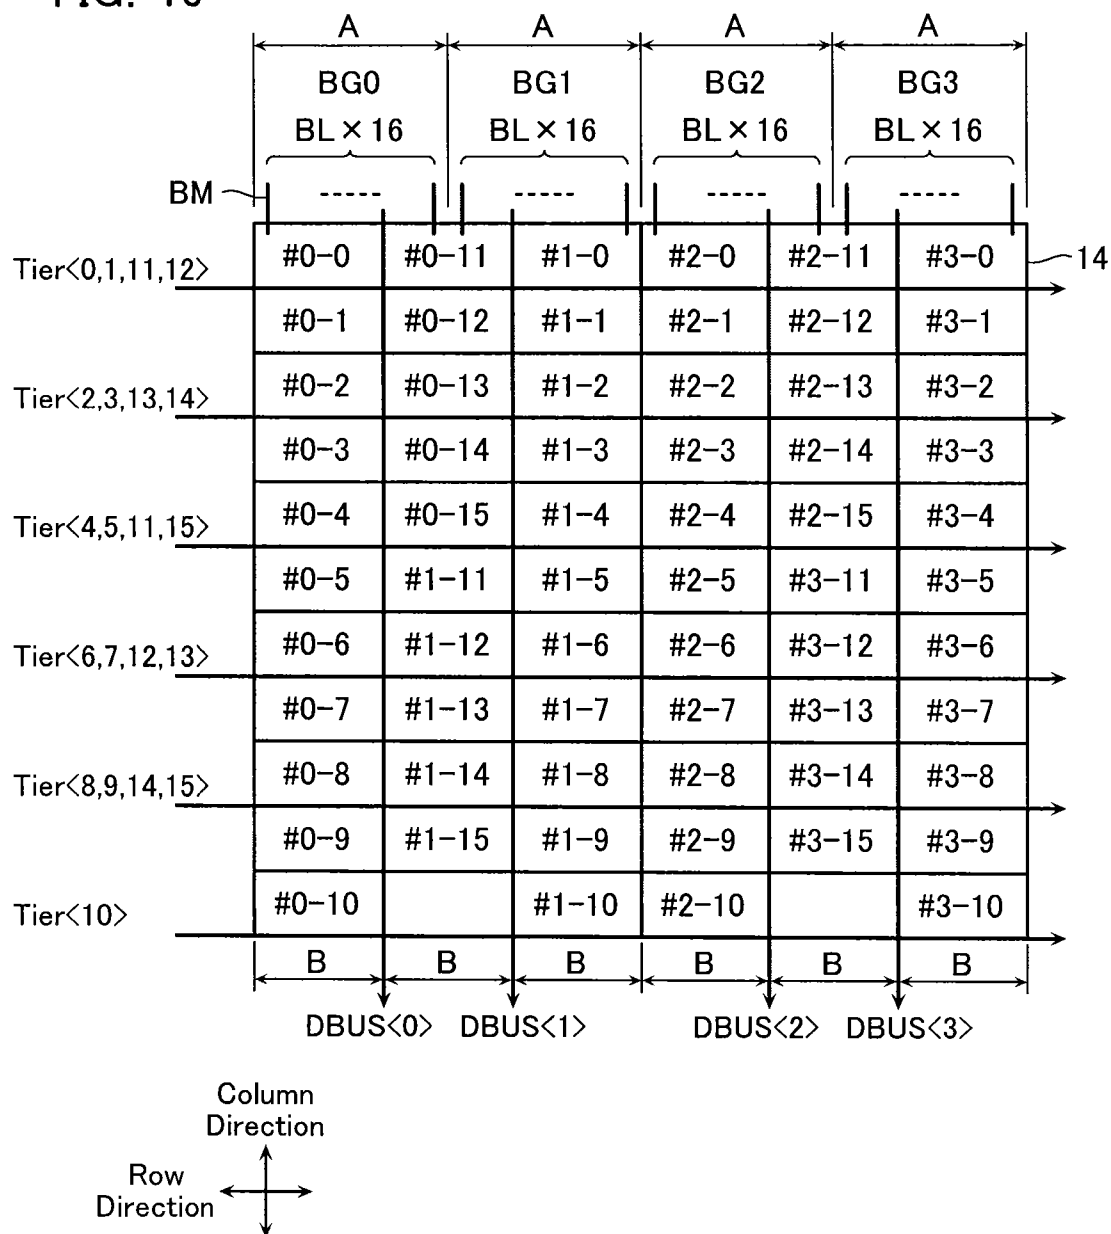 A A A A
BG0 BG1 BG2 BG3
BL×16 BL×16 BL×16 BL×16
BM
Tier<0,1,11,12> #0-0 #0-11 #1-0 #2-0 #2-11 #3-0 14
#0-1 #0-12 #1-1 #2-1 #2-12 #3-1
Tier<2,3,13,14> #0-2 #0-13 #1-2 #2-2 #2-13 #3-2
#0-3 #0-14 #1-3 #2-3 #2-14 #3-3
Tier<4,5,11,15> #0-4 #0-15 #1-4 #2-4 #2-15 #3-4
#0-5 #1-11 #1-5 #2-5 #3-11 #3-5
Tier<6,7,12,13> #0-6 #1-12 #1-6 #2-6 #3-12 #3-6
#0-7 #1-13 #1-7 #2-7 #3-13 #3-7
Tier<8,9,14,15> #0-8 #1-14 #1-8 #2-8 #3-14 #3-8
#0-9 #1-15 #1-9 #2-9 #3-15 #3-9
Tier<10> #0-10 #1-10 #2-10 #3-10
B B B B B B
DBUS<0> DBUS<1> DBUS<2> DBUS<3>
Column
Direction
Row
Direction